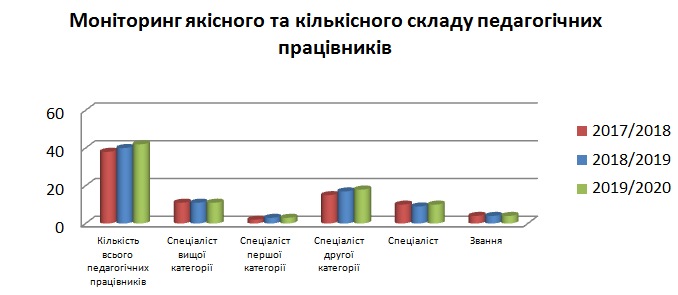 Моніторинг якісного та кількісного складу педагогічних
працівників
60
40
20
0
2017/2018
2018/2019
2019/2020
Кількість
всього
педагогічних
працівників
Спеціаліст
вищої
категорії
Спеціаліст
першої
категорії
Спеціаліст
другої
категорії
Спеціаліст
Звання